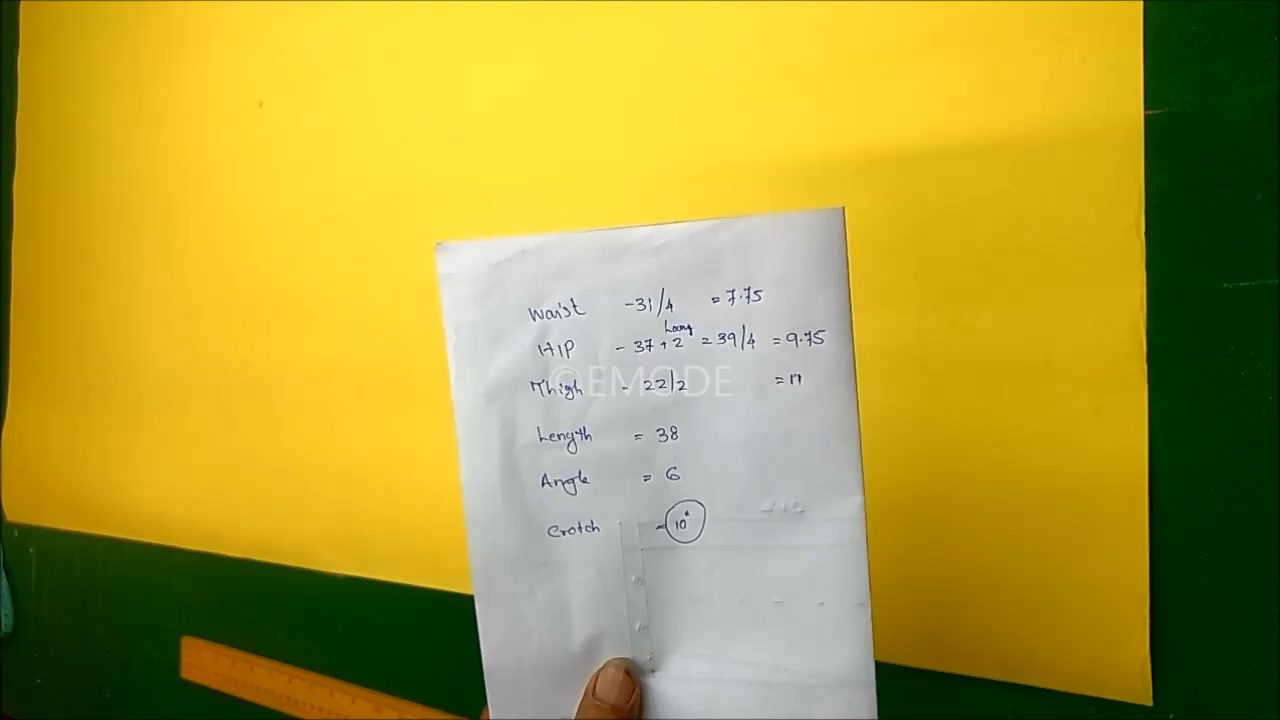 Waist - 31/4 = 7.75
HIP - 37 + 2 Loong = 39/4 = 9.75
Thigh - 22/2 = 11
©EMODE
Length = 38
Angle = 6
Crotch = 10"